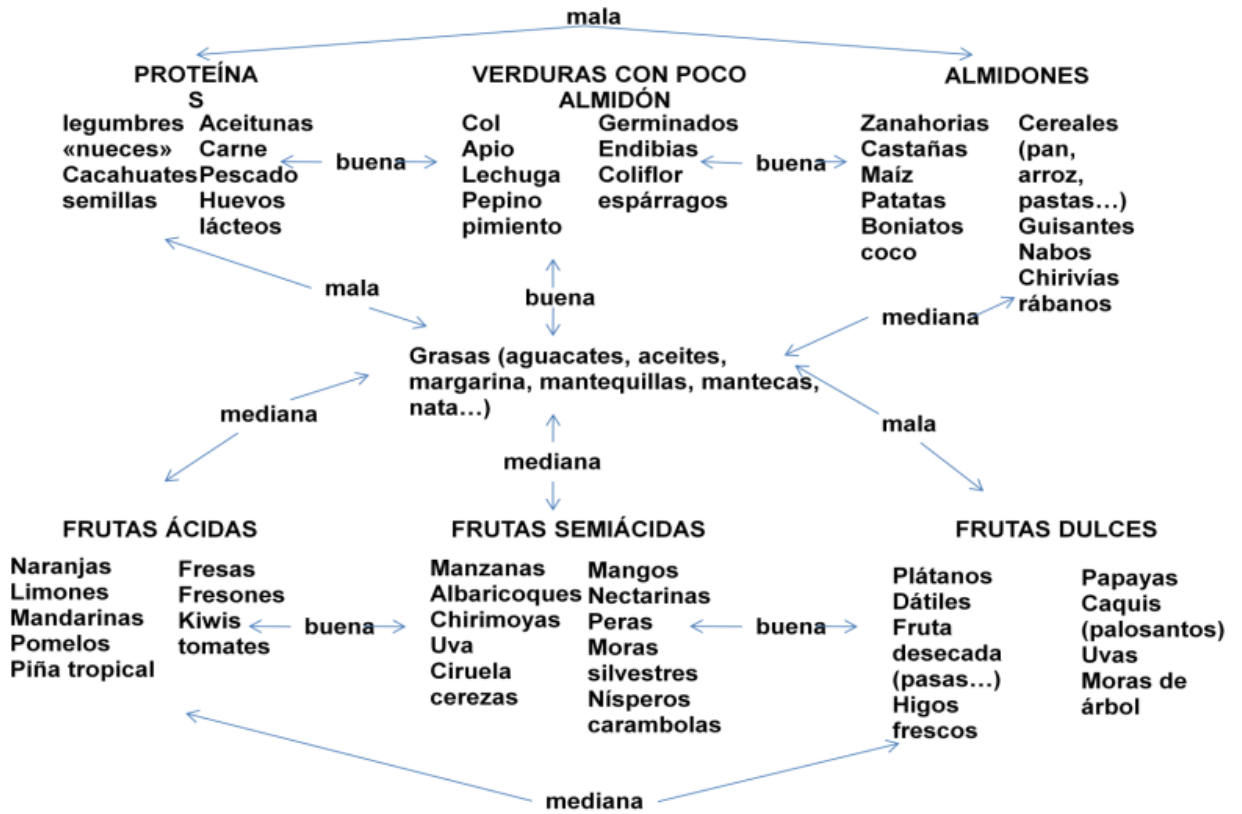 mala
PROTEÍNA
S
legumbres
«nueces»
Cacahuates
semillas
Aceitunas
Carne
Pescado
Huevos
lácteos
buena
VERDURAS CON POCO
ALMIDÓN
Col
Apio
Lechuga
Pepino
pimiento
Germinados
Endibias
Coliflor
espárragos
buena
ALMIDONES
Zanahorias
Castañas
Maíz
Patatas
Boniatos
coco
Cereales
(pan,
arroz,
pastas…)
Guisantes
Nabos
Chirivías
rábanos
mala
buena
mediana
Grasas (aguacates, aceites,
margarina, mantequillas, mantecas,
nata…)
mediana
mediana
mala
FRUTAS ÁCIDAS
Naranjas
Limones
Mandarinas
Pomelos
Piña tropical
Fresas
Fresones
Kiwis
tomates
buena
FRUTAS SEMIÁCIDAS
Manzanas
Albaricoques
Chirimoyas
Uva
Ciruela
cerezas
Mangos
Nectarinas
Peras
Moras
silvestres
Nísperos
carambolas
buena
FRUTAS DULCES
Plátanos
Dátiles
Fruta
desecada
(pasas…)
Higos
frescos
Papayas
Caquis
(palosantos)
Uvas
Moras de
árbol
mediana